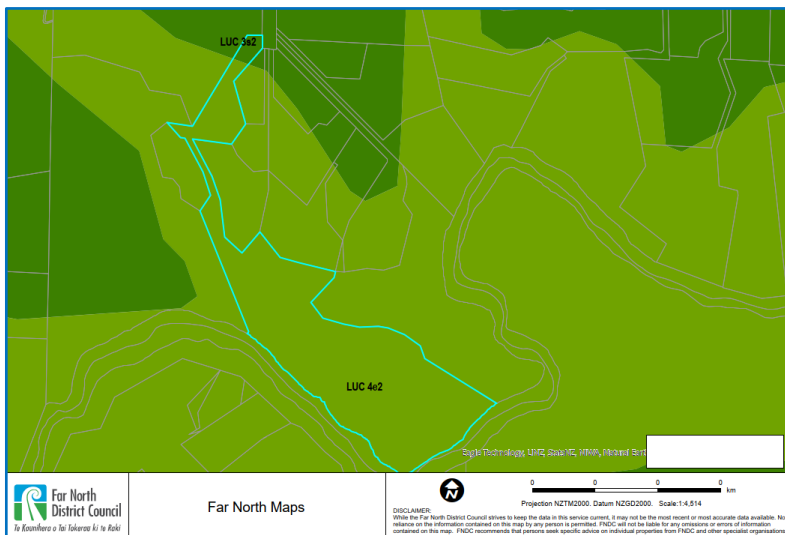 LUC 3s2
LUC 4e2
Eagle Technology, LINZ, StatsNZ, NIWA, Natural Eart
Far North
District Council
Te Kaunihera o Tai Tokerau ki te Raki
Far North Maps
N
0 0 0 0 0
km
Projection NZTM2000. Datum NZGD2000. Scale:1:4,514
DISCLAIMER:
While the Far North District Council strives to keep the data in this service current, it may not be the most recent or most accurate data available. No
reliance on the information contained on this map by any person is permitted. FNDC will not be liable for any omissions or errors of information
contained on this map. FNDC recommends that persons seek specific advice on individual properties from FNDC and other specialist organisations